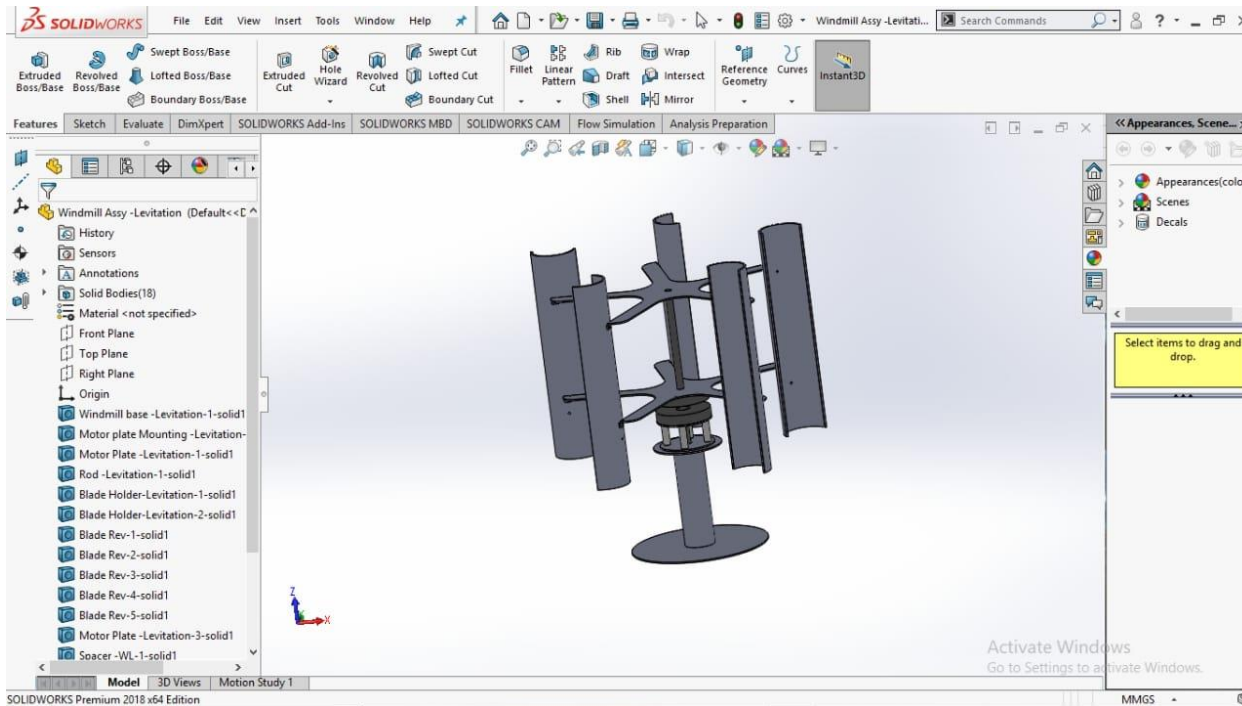 SOLIDWORKS File Edit View Insert Tools Window Help Windmill Assy -Levitati... Search Commands
Extruded Boss/Base
Revolved Boss/Base
Swept Boss/Base
Lofted Boss/Base
Boundary Boss/Base
Extruded Cut
Hole Wizard
Revolved Cut
Swept Cut
Lofted Cut
Boundary Cut
Fillet
Linear Pattern
Rib
Draft
Shell
Wrap
Intersect
Mirror
Reference Geometry
Curves
Instant3D
Features Sketch Evaluate DimXpert SOLIDWORKS Add-Ins SOLIDWORKS MBD SOLIDWORKS CAM Flow Simulation Analysis Preparation
Windmill Assy -Levitation (Default<<D
History
Sensors
Annotations
Solid Bodies(18)
Material <not specified>
Front Plane
Top Plane
Right Plane
Origin
Windmill base -Levitation-1-solid1
Motor plate Mounting -Levitation-
Motor Plate -Levitation-1-solid1
Rod -Levitation-1-solid1
Blade Holder-Levitation-1-solid1
Blade Holder-Levitation-2-solid1
Blade Rev-1-solid1
Blade Rev-2-solid1
Blade Rev-3-solid1
Blade Rev-4-solid1
Blade Rev-5-solid1
Motor Plate -Levitation-3-solid1
Spacer -WL-1-solid1
Z
X
Appearances, Scene...
Appearances(colo
Scenes
Decals
Select items to drag and drop.
Activate Windows
Go to Settings to activate Windows.
Model 3D Views Motion Study 1
SOLIDWORKS Premium 2018 x64 Edition MMGS